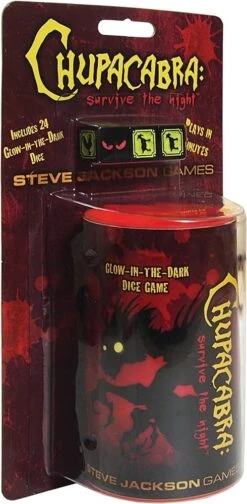 CHUPACABRA:
survive the night
INCLUDES 24
GLOW-IN-THE-DARK
DICE
PLAYS IN
MINUTES
STEVE JACKSON GAMES
GLOW-IN-THE-DARK
DICE GAME
CHUPACABRA:
survive the night
STEVE JACKSON GAMES